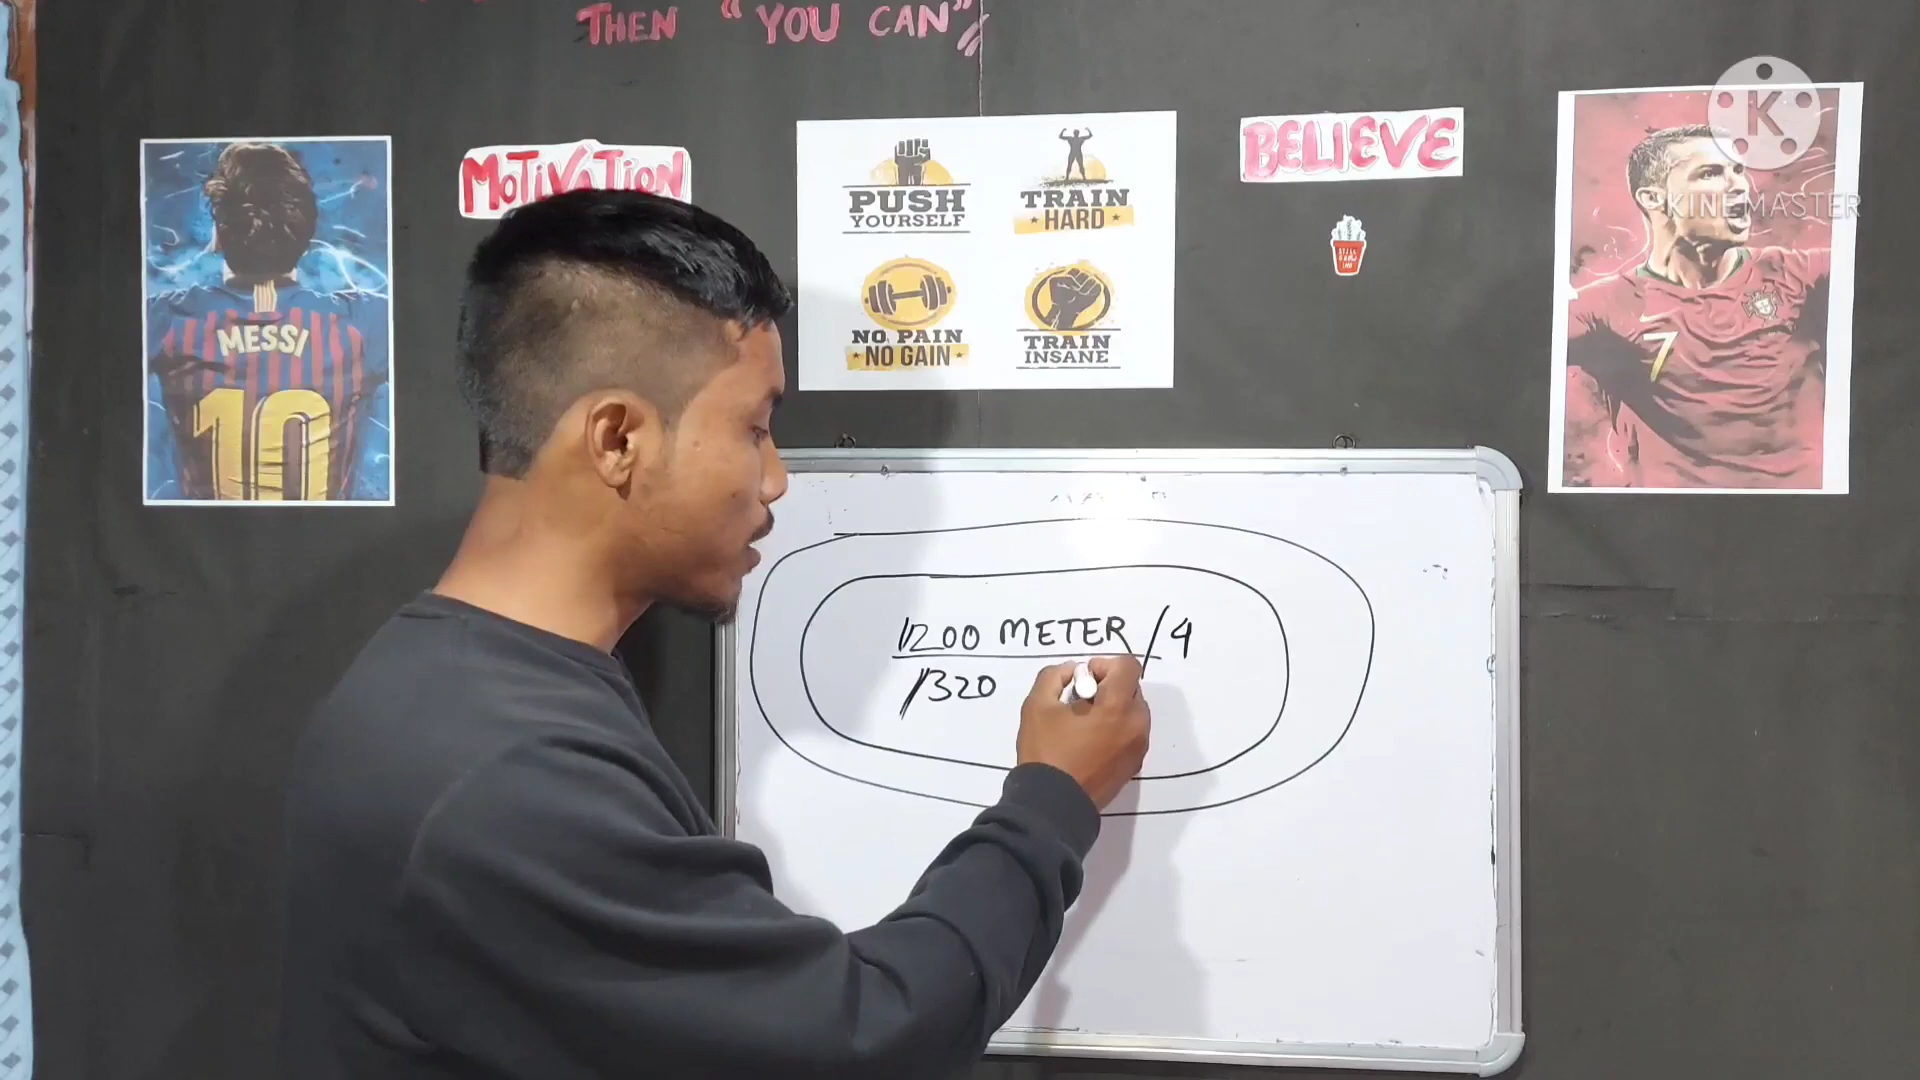 THEN "YOU CAN"
MOTIVATION
PUSH
YOURSELF
TRAIN
HARD
NO PAIN
NO GAIN
TRAIN
INSANE
BELIEVE
MESSI
10
7
K
KINEMASTER
1200 METER / 4
1320